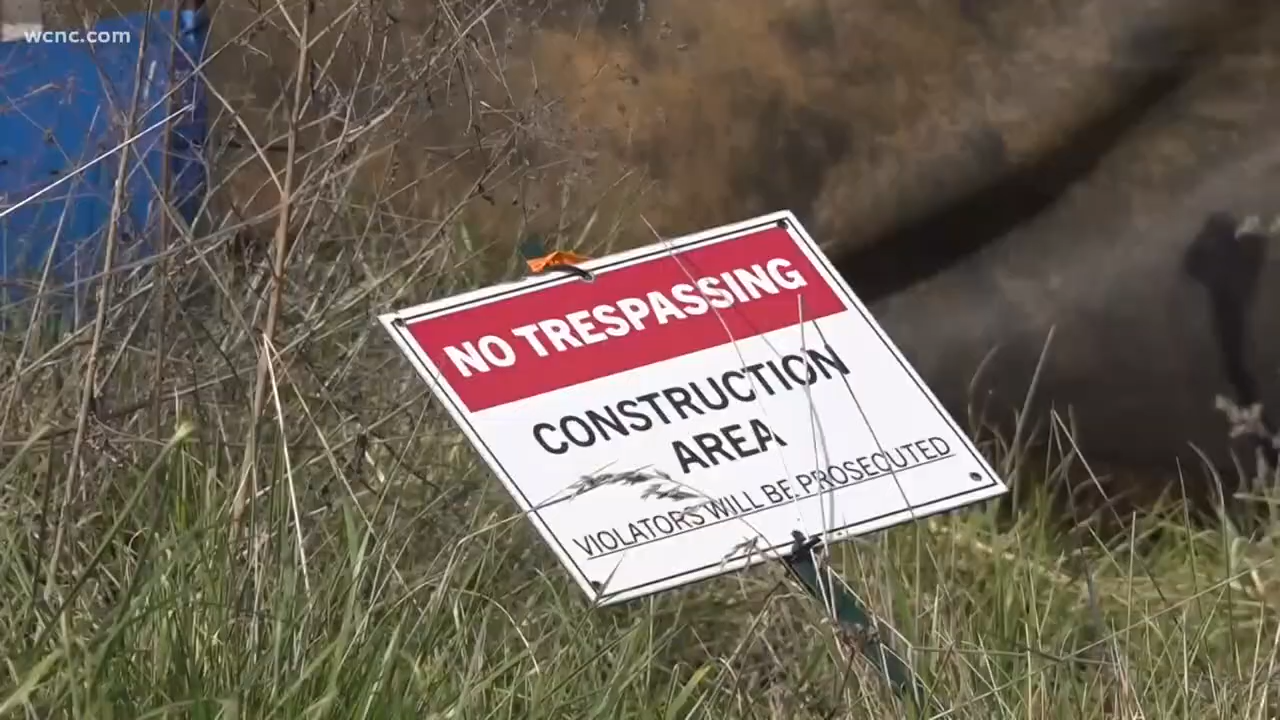 wcnc.com
NO TRESPASSING
CONSTRUCTION
AREA
VIOLATORS WILL BE PROSECUTED